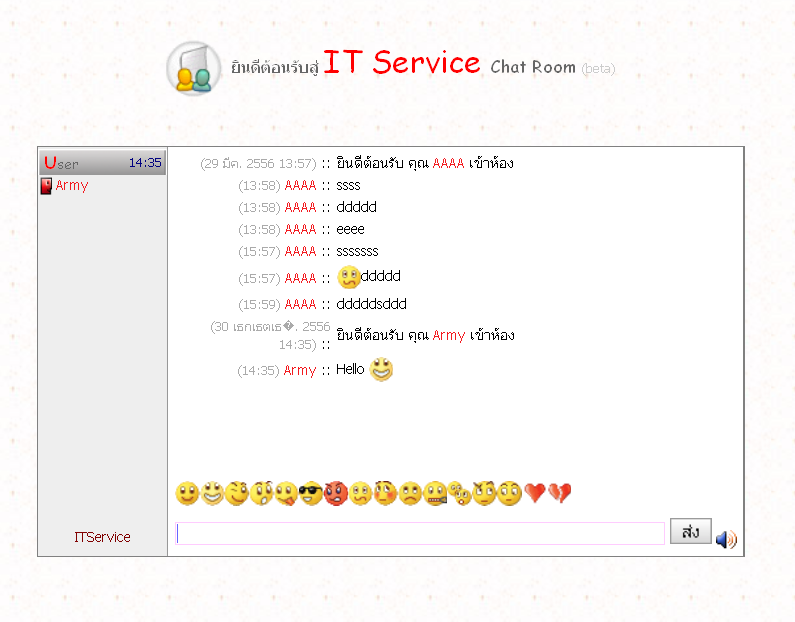 ยินดีต้อนรับสู่ IT Service Chat Room (beta)
User 14:35
Army
(29 มีค. 2556 13:57) :: ยินดีต้อนรับ คุณ AAAA เข้าห้อง
(13:58) AAAA :: ssss
(13:58) AAAA :: ddddd
(13:58) AAAA :: eeee
(15:57) AAAA :: sssssss
(15:57) AAAA :: ddddd
(15:59) AAAA :: dddddsddd
(30 เธกเธตเธ�. 2556
14:35) :: ยินดีต้อนรับ คุณ Army เข้าห้อง
(14:35) Army :: Hello
ITService
ส่ง